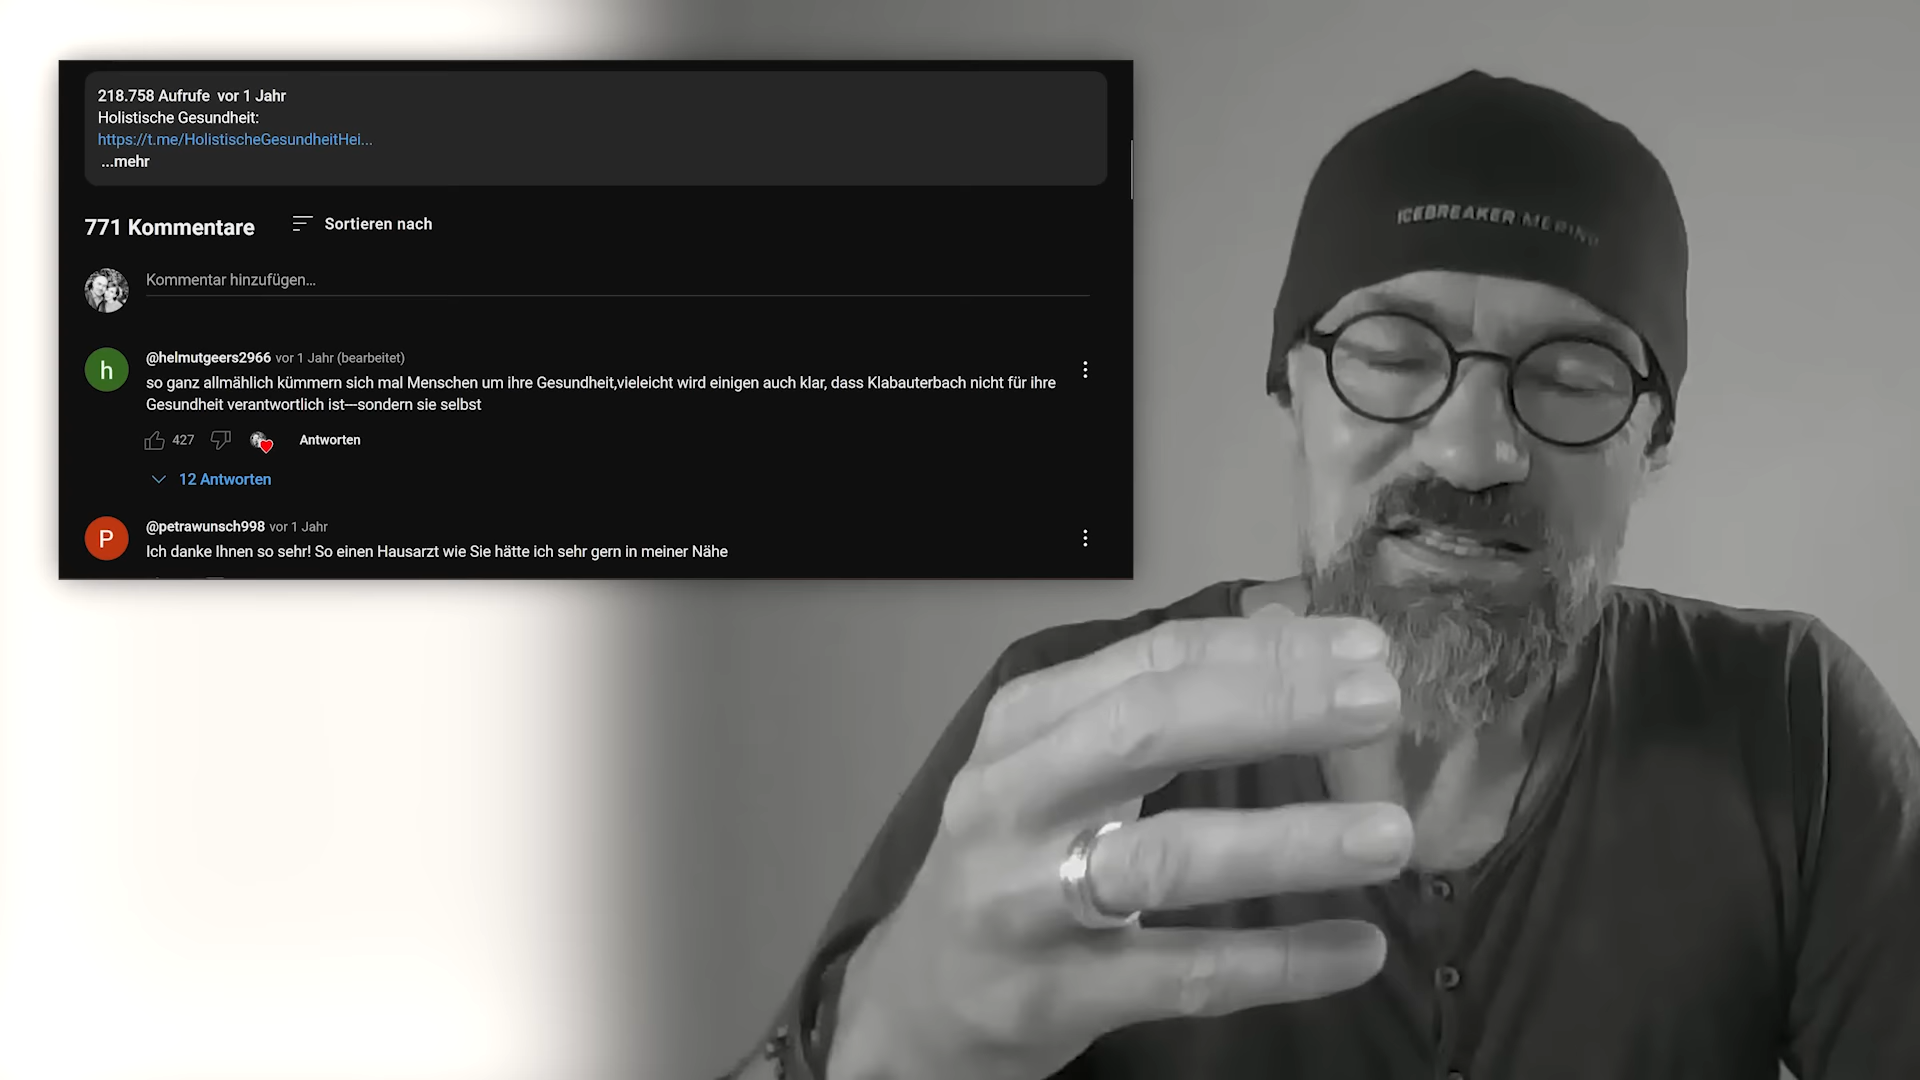 218.758 Aufrufe vor 1 Jahr
Holistische Gesundheit:
https://t.me/HolistischeGesundheitHei...
...mehr
771 Kommentare
Sortieren nach
Kommentar hinzufügen...
h
@helmutgeers2966 vor 1 Jahr (bearbeitet)
so ganz allmählich kümmern sich mal Menschen um ihre Gesundheit,vieleicht wird einigen auch klar, dass Klabauterbach nicht für ihre
Gesundheit verantwortlich ist---sondern sie selbst
427
Antworten
12 Antworten
P
@petrawunsch998 vor 1 Jahr
Ich danke Ihnen so sehr! So einen Hausarzt wie Sie hätte ich sehr gern in meiner Nähe
ICEBREAKER MERINO